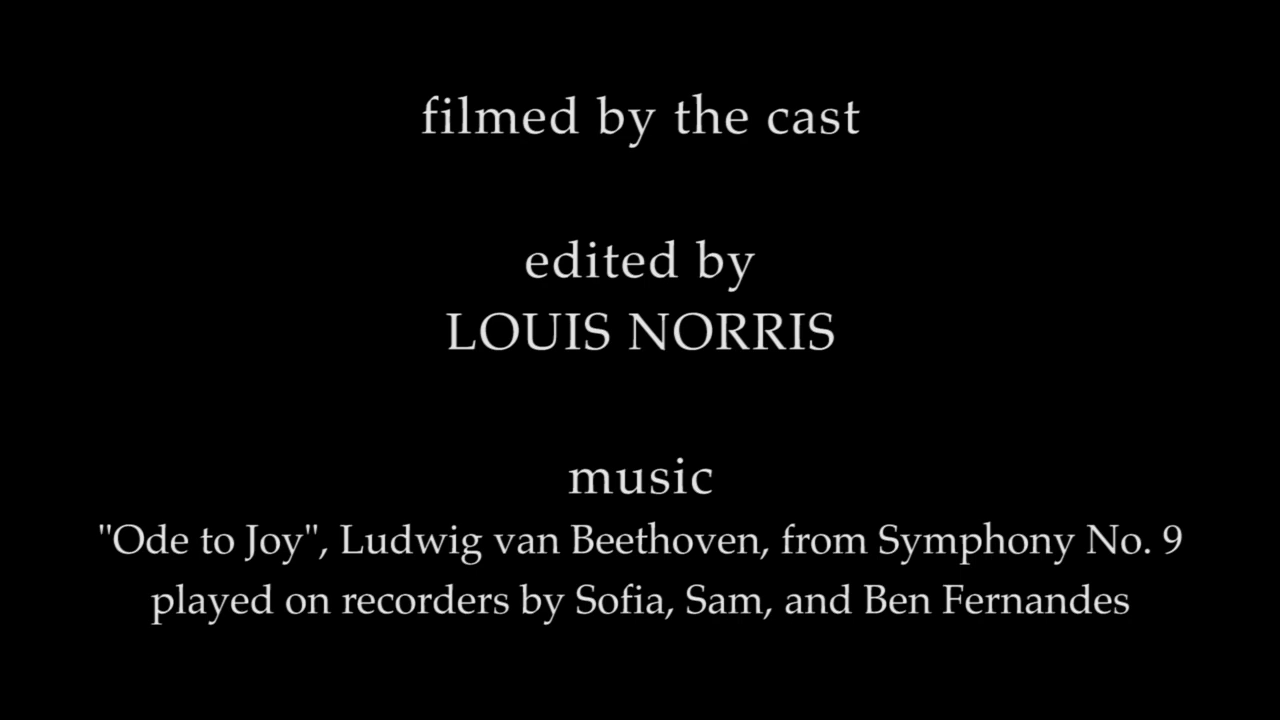 filmed by the cast
edited by
LOUIS NORRIS
music
"Ode to Joy", Ludwig van Beethoven, from Symphony No. 9
played on recorders by Sofia, Sam, and Ben Fernandes